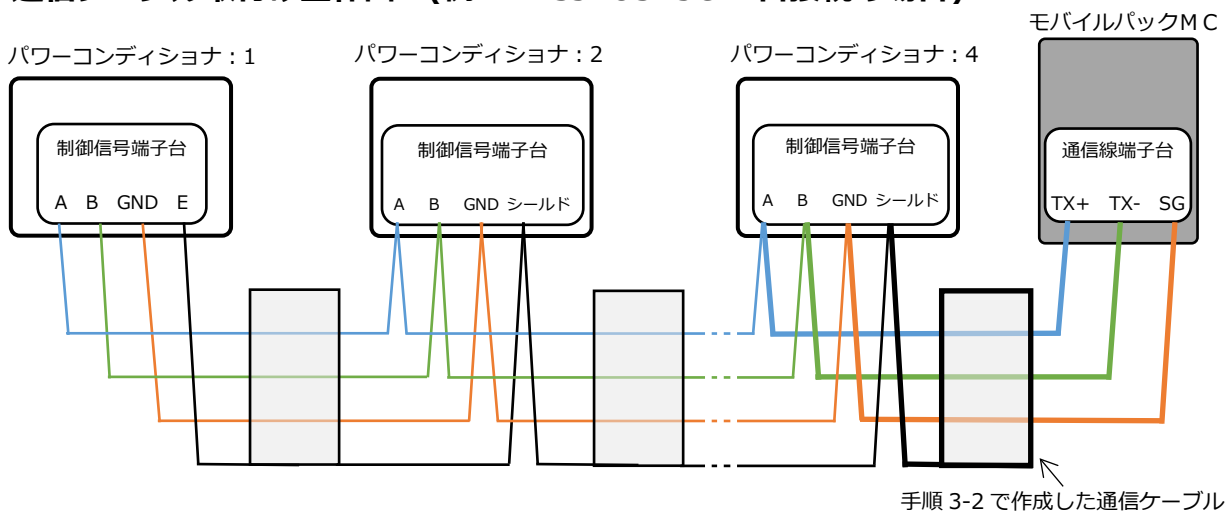 モバイルパックＭＣ
パワーコンディショナ：1
パワーコンディショナ：2
パワーコンディショナ：4
制御信号端子台
A B GND E
制御信号端子台
A B GND シールド
制御信号端子台
A B GND シールド
通信線端子台
TX+ TX- SG
手順 3-2 で作成した通信ケーブル